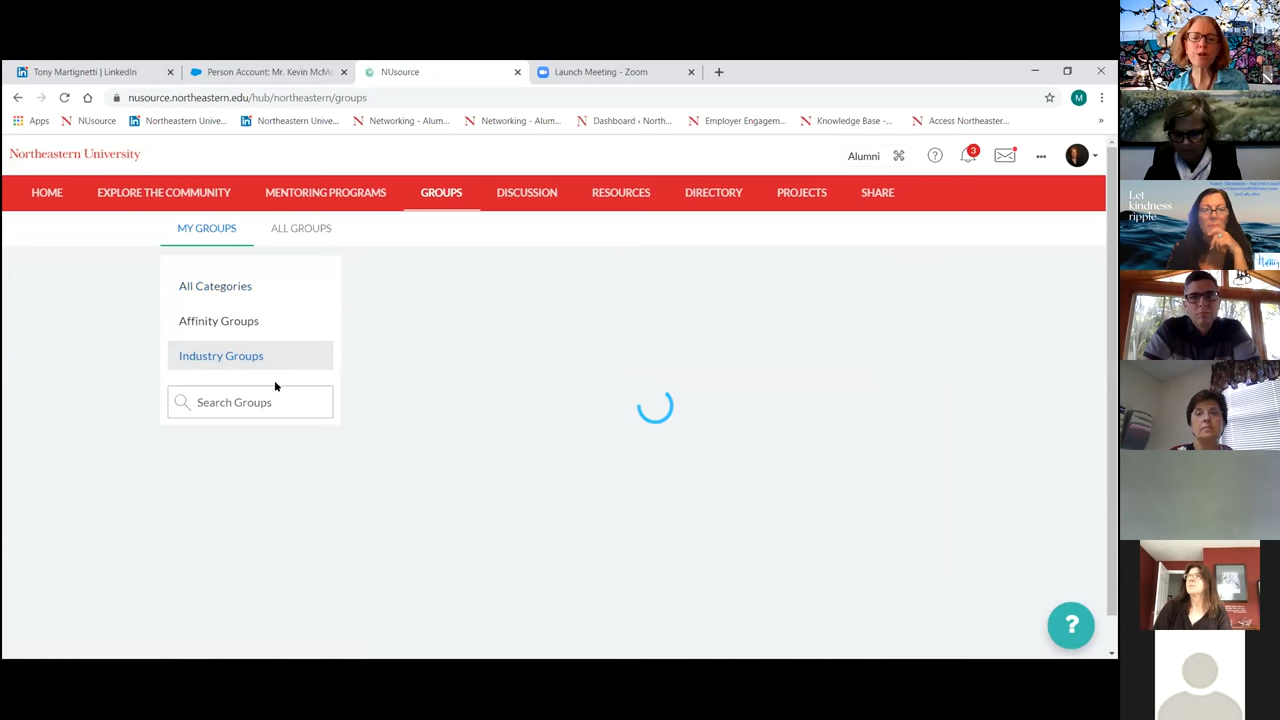 Tony Martignetti | LinkedIn
Person Account: Mr. Kevin McMo
NUsource
Launch Meeting - Zoom
nusource.northeastern.edu/hub/northeastern/groups
M
Apps
NUsource
Northeastern Unive...
Northeastern Unive...
Networking - Alum...
Networking - Alum...
Dashboard ‹ North...
Employer Engagem...
Knowledge Base -...
Access Northeaster...
»
Northeastern University
Alumni
3
HOME
EXPLORE THE COMMUNITY
MENTORING PROGRAMS
GROUPS
DISCUSSION
RESOURCES
DIRECTORY
PROJECTS
SHARE
MY GROUPS
ALL GROUPS
All Categories
Affinity Groups
Industry Groups
Search Groups
?
N
Let
kindness
ripple